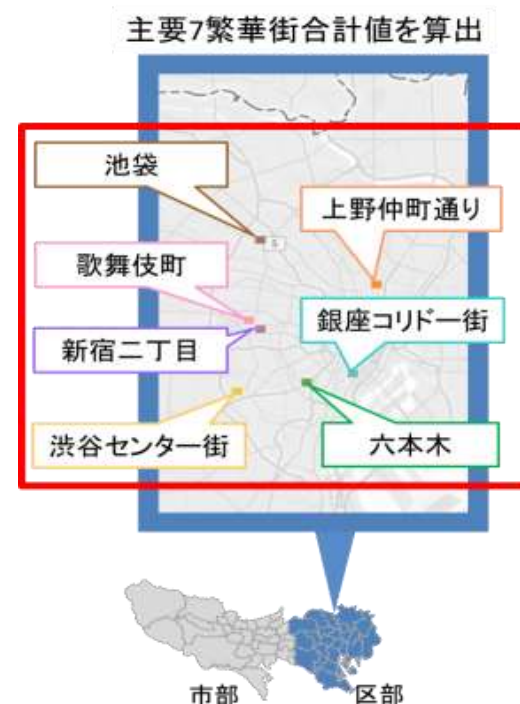 主要7繁華街合計値を算出
池袋
上野仲町通り
歌舞伎町
銀座コリドー街
新宿二丁目
渋谷センター街
六本木
市部
区部